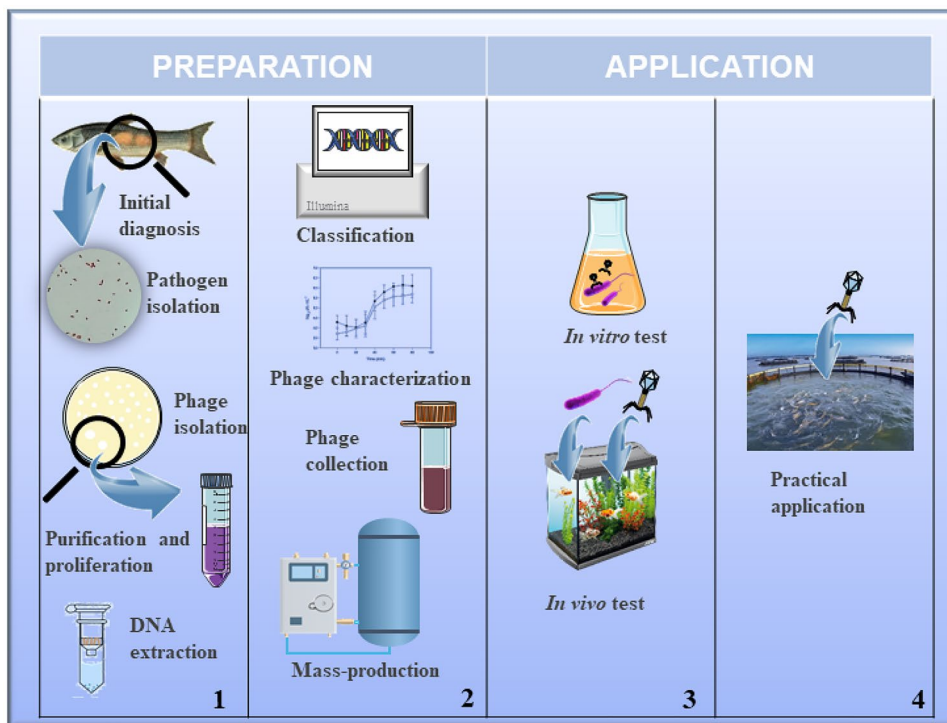 PREPARATION
APPLICATION
Initial
diagnosis
Pathogen
isolation
Phage
isolation
Purification and
proliferation
DNA
extraction
1
Illumina
Classification
Phage characterization
Phage
collection
Mass-production
2
In vitro test
In vivo test
3
Practical
application
4